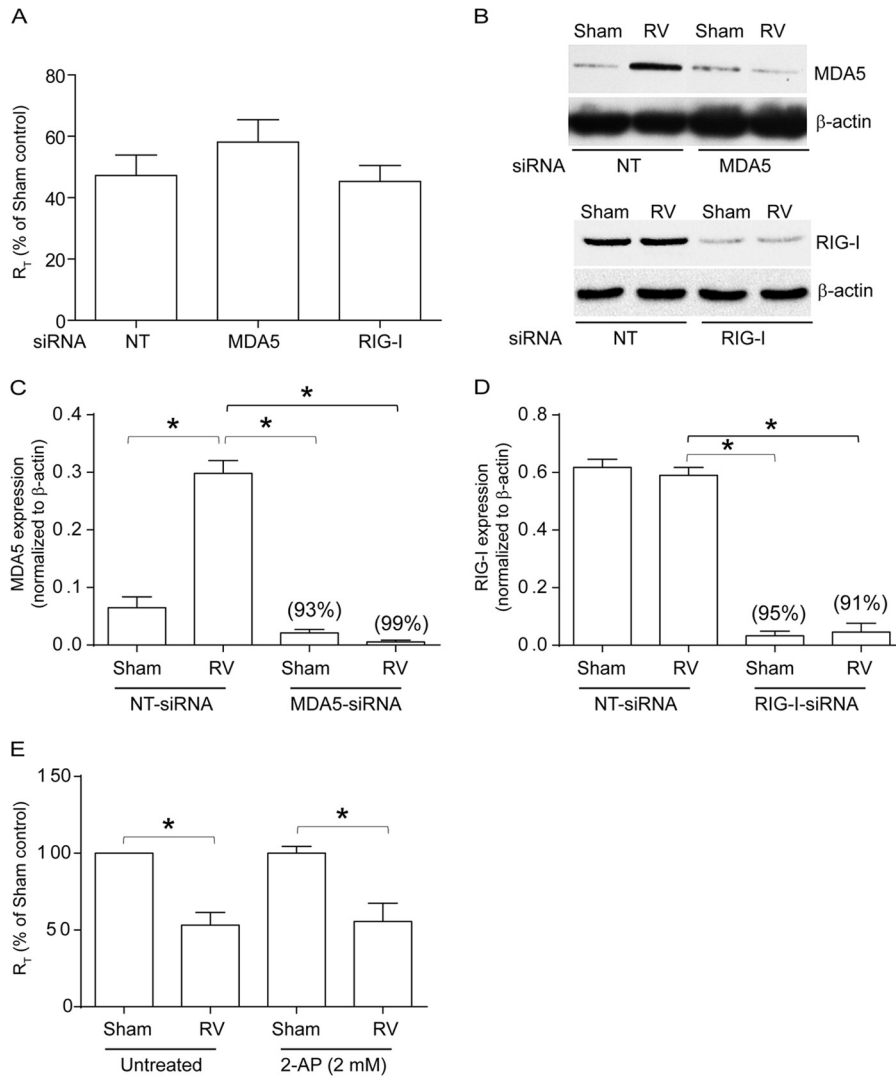 A
R_T (% of Sham control)
80
60
40
20
0
siRNA NT MDA5 RIG-I
B
Sham RV Sham RV
MDA5
β-actin
siRNA NT MDA5
Sham RV Sham RV
RIG-I
β-actin
siRNA NT RIG-I
C
MDA5 expression
(normalized to β-actin)
0.4
0.3
0.2
0.1
0.0
* * *
(93%) (99%)
Sham RV Sham RV
NT-siRNA MDA5-siRNA
D
RIG-I expression
(normalized to β-actin)
0.8
0.6
0.4
0.2
0.0
* *
(95%) (91%)
Sham RV Sham RV
NT-siRNA RIG-I-siRNA
E
R_T (% of Sham control)
150
100
50
0
* *
Sham RV Sham RV
Untreated 2-AP (2 mM)